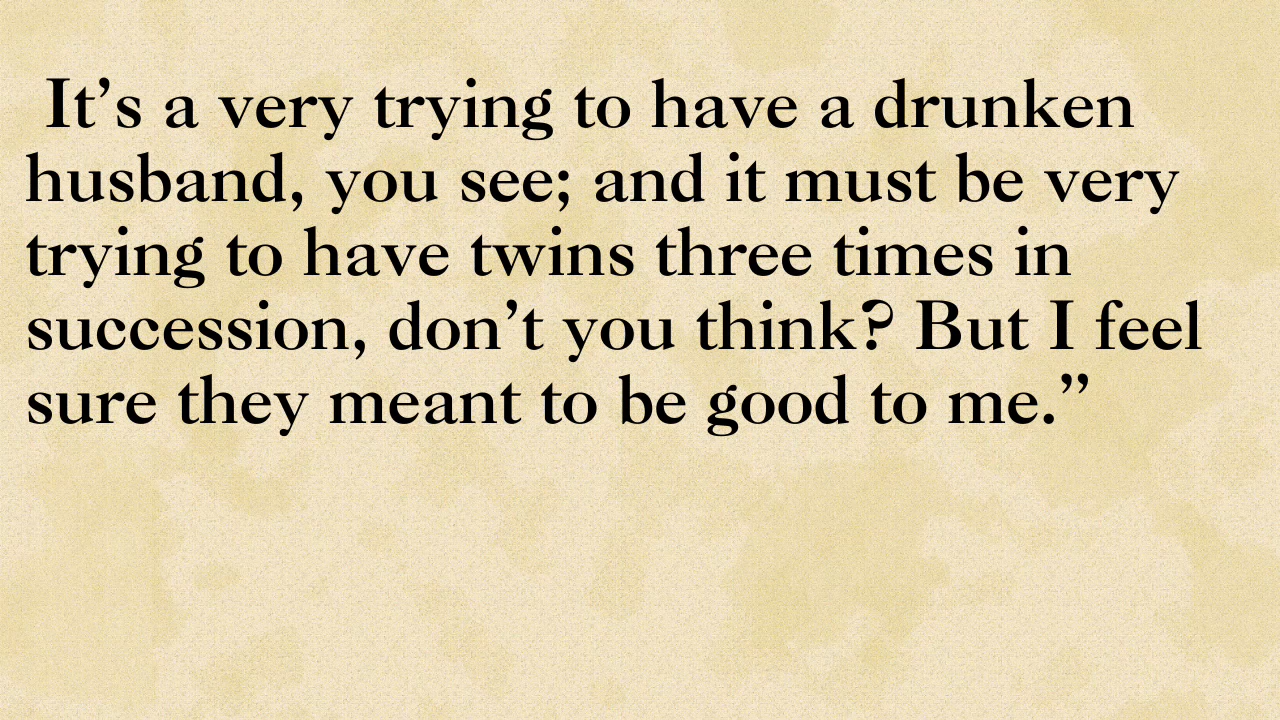 It’s a very trying to have a drunken
husband, you see; and it must be very
trying to have twins three times in
succession, don’t you think? But I feel
sure they meant to be good to me.”